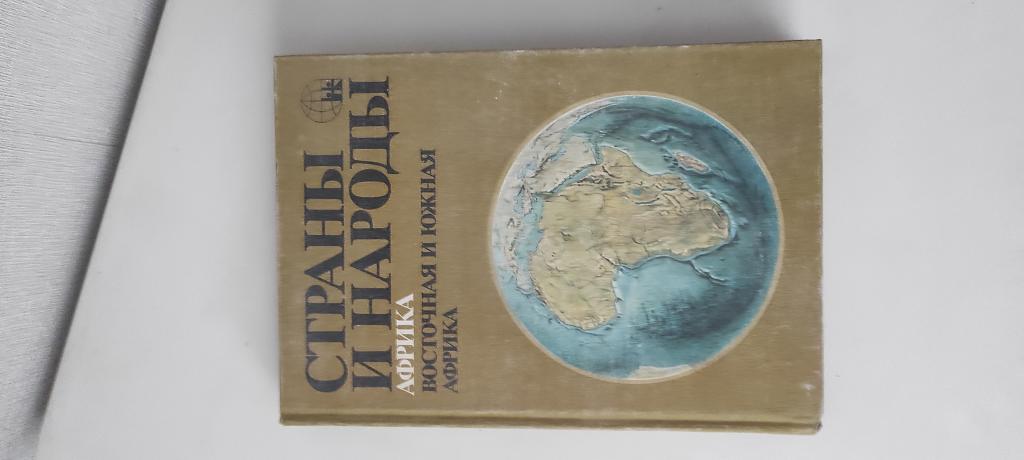 СТРАНЫ
И НАРОДЫ
АФРИКА
ВОСТОЧНАЯ И ЮЖНАЯ
АФРИКА